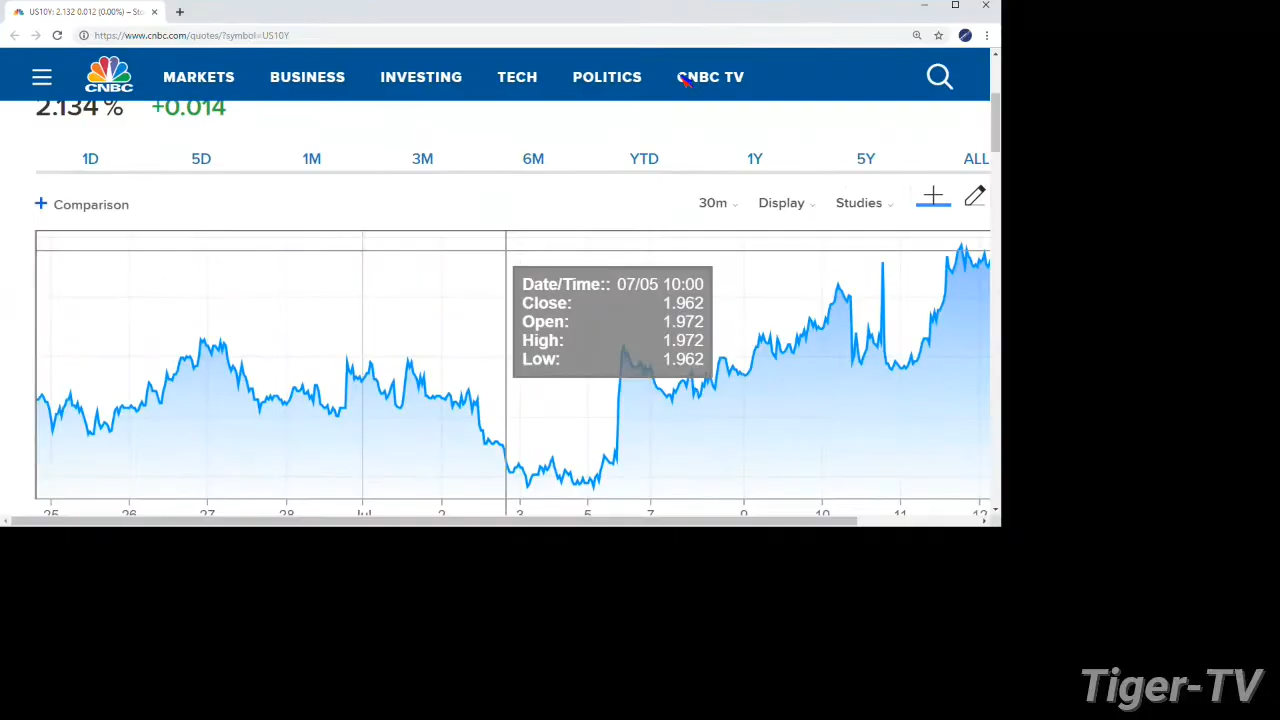 US10Y: 2.132 0.012 (0.00%) – Sto
https://www.cnbc.com/quotes/?symbol=US10Y
CNBC
MARKETS BUSINESS INVESTING TECH POLITICS CNBC TV
2.134 % +0.014
1D 5D 1M 3M 6M YTD 1Y 5Y ALL
+ Comparison 30m Display Studies
Date/Time:: 07/05 10:00
Close: 1.962
Open: 1.972
High: 1.972
Low: 1.962
25 26 27 28 Jul 2 3 5 7 9 10 11 12
Tiger-TV